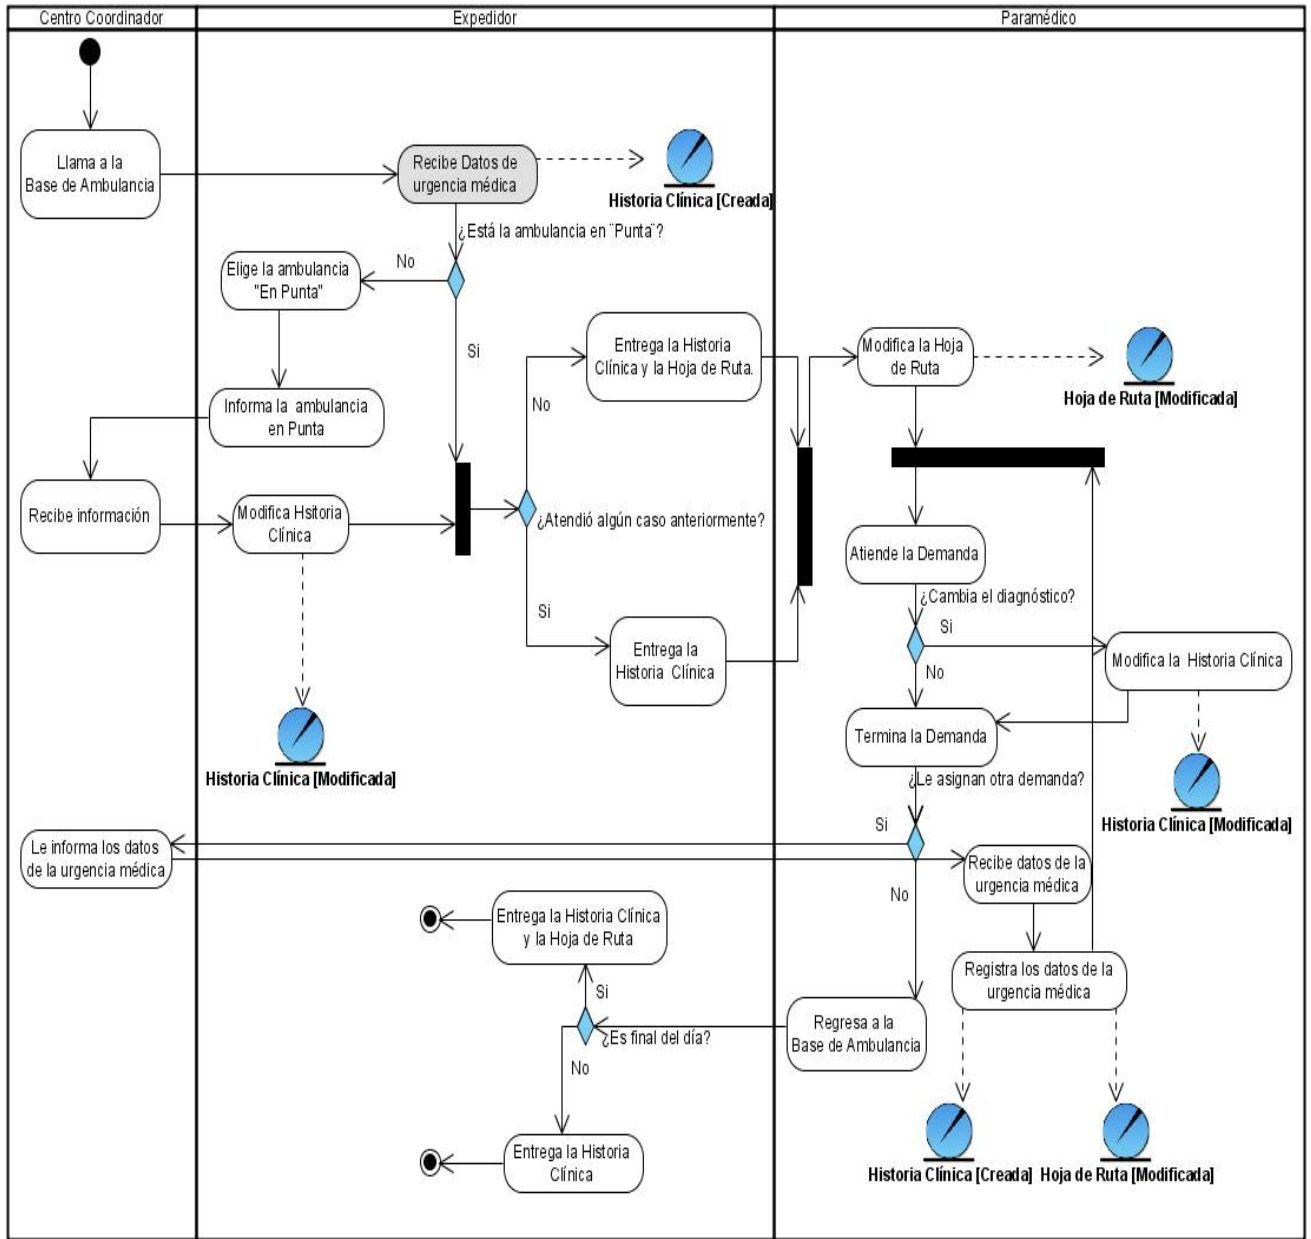 Centro Coordinador
Expedidor
Paramédico
Llama a la
Base de Ambulancia
Recibe Datos de
urgencia médica
Historia Clínica [Creada]
¿Está la ambulancia en ¨Punta¨?
No
Elige la ambulancia
"En Punta"
Si
Entrega la Historia
Clínica y la Hoja de Ruta.
Modifica la Hoja
de Ruta
Hoja de Ruta [Modificada]
Informa la ambulancia
en Punta
No
Recibe información
Modifica Hsitoria
Clínica
¿Atendió algún caso anteriormente?
Atiende la Demanda
¿Cambia el diagnóstico?
Si
Si
Entrega la
Historia Clínica
Modifica la Historia Clínica
No
Termina la Demanda
Historia Clínica [Modificada]
¿Le asignan otra demanda?
Historia Clínica [Modificada]
Si
Le informa los datos
de la urgencia médica
Recibe datos de la
urgencia médica
No
Entrega la Historia Clínica
y la Hoja de Ruta
Registra los datos de la
urgencia médica
Si
Regresa a la
Base de Ambulancia
¿Es final del día?
No
Entrega la Historia
Clínica
Historia Clínica [Creada]
Hoja de Ruta [Modificada]